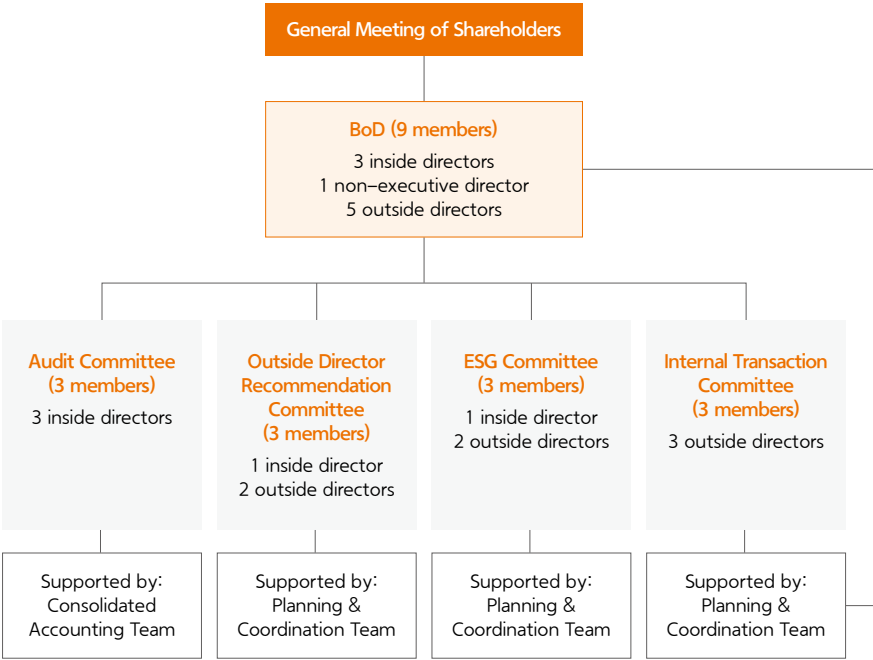 General Meeting of Shareholders
BoD (9 members)
3 inside directors
1 non-executive director
5 outside directors
Audit Committee
(3 members)
3 inside directors
Outside Director
Recommendation
Committee
(3 members)
1 inside director
2 outside directors
ESG Committee
(3 members)
1 inside director
2 outside directors
Internal Transaction
Committee
(3 members)
3 outside directors
Supported by:
Consolidated
Accounting Team
Supported by:
Planning &
Coordination Team
Supported by:
Planning &
Coordination Team
Supported by:
Planning &
Coordination Team